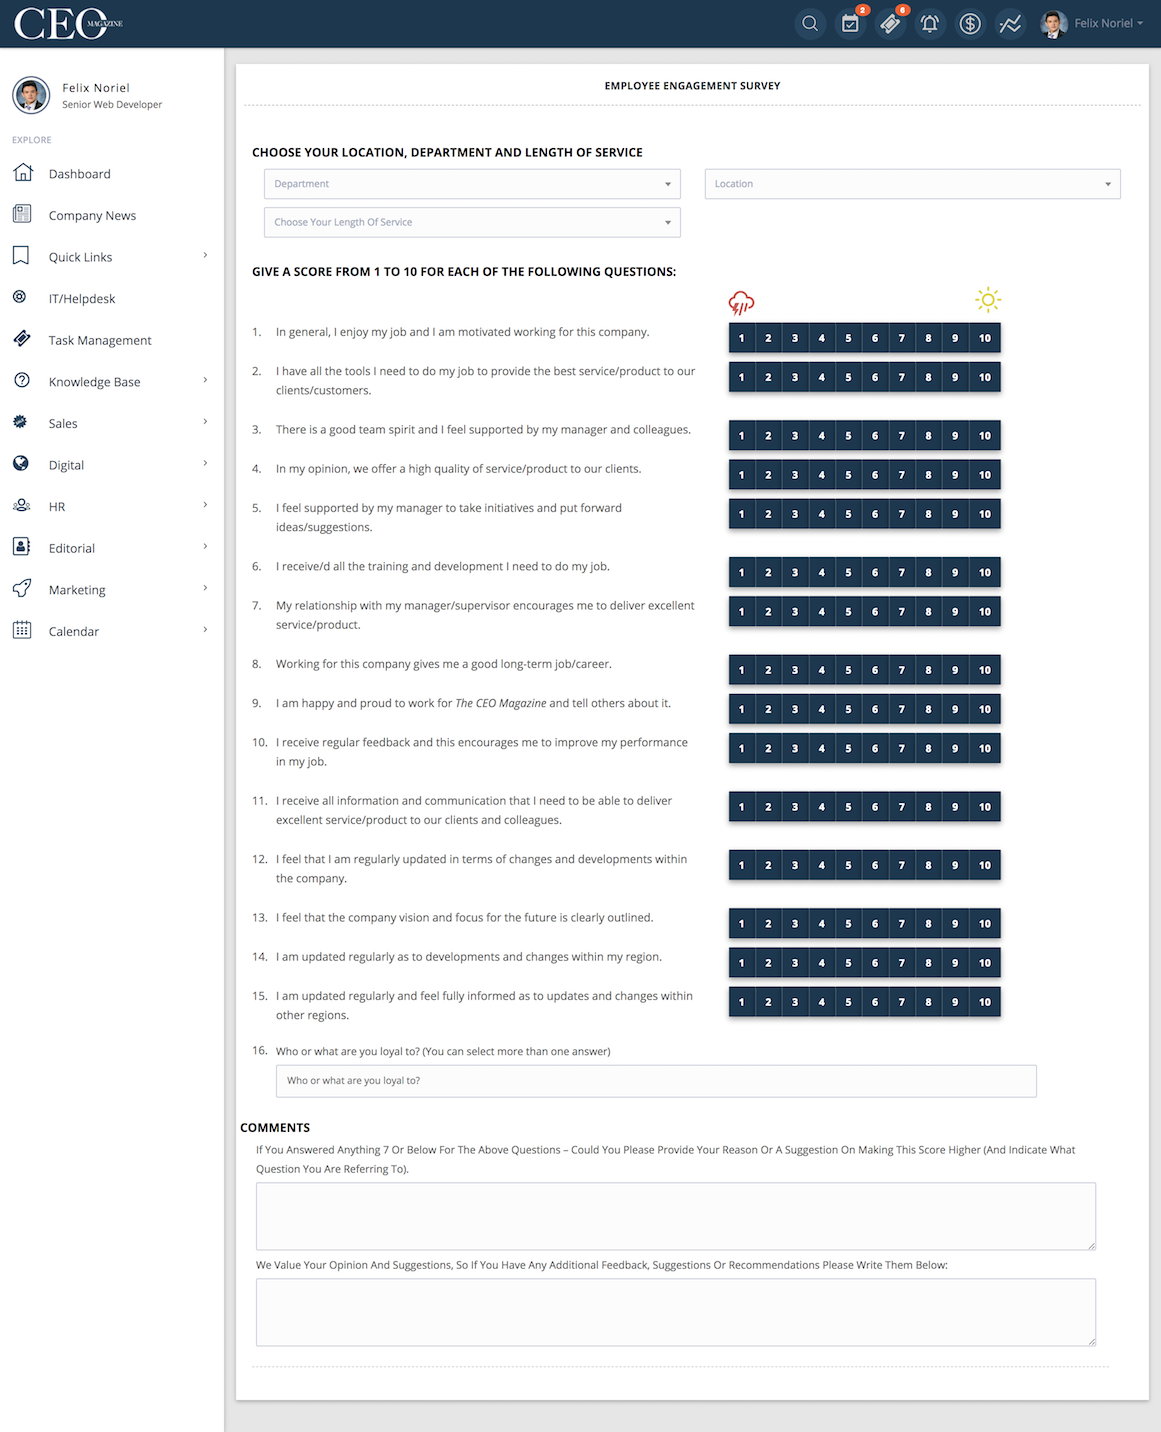 CEO MAGAZINE
2
6
Felix Noriel
Felix Noriel
Senior Web Developer
EXPLORE
Dashboard
Company News
Quick Links
IT/Helpdesk
Task Management
Knowledge Base
Sales
Digital
HR
Editorial
Marketing
Calendar
EMPLOYEE ENGAGEMENT SURVEY
CHOOSE YOUR LOCATION, DEPARTMENT AND LENGTH OF SERVICE
Department
Location
Choose Your Length Of Service
GIVE A SCORE FROM 1 TO 10 FOR EACH OF THE FOLLOWING QUESTIONS:
1. In general, I enjoy my job and I am motivated working for this company.
1 2 3 4 5 6 7 8 9 10
2. I have all the tools I need to do my job to provide the best service/product to our
clients/customers.
1 2 3 4 5 6 7 8 9 10
3. There is a good team spirit and I feel supported by my manager and colleagues.
1 2 3 4 5 6 7 8 9 10
4. In my opinion, we offer a high quality of service/product to our clients.
1 2 3 4 5 6 7 8 9 10
5. I feel supported by my manager to take initiatives and put forward
ideas/suggestions.
1 2 3 4 5 6 7 8 9 10
6. I receive/d all the training and development I need to do my job.
1 2 3 4 5 6 7 8 9 10
7. My relationship with my manager/supervisor encourages me to deliver excellent
service/product.
1 2 3 4 5 6 7 8 9 10
8. Working for this company gives me a good long-term job/career.
1 2 3 4 5 6 7 8 9 10
9. I am happy and proud to work for The CEO Magazine and tell others about it.
1 2 3 4 5 6 7 8 9 10
10. I receive regular feedback and this encourages me to improve my performance
in my job.
1 2 3 4 5 6 7 8 9 10
11. I receive all information and communication that I need to be able to deliver
excellent service/product to our clients and colleagues.
1 2 3 4 5 6 7 8 9 10
12. I feel that I am regularly updated in terms of changes and developments within
the company.
1 2 3 4 5 6 7 8 9 10
13. I feel that the company vision and focus for the future is clearly outlined.
1 2 3 4 5 6 7 8 9 10
14. I am updated regularly as to developments and changes within my region.
1 2 3 4 5 6 7 8 9 10
15. I am updated regularly and feel fully informed as to updates and changes within
other regions.
1 2 3 4 5 6 7 8 9 10
16. Who or what are you loyal to? (You can select more than one answer)
Who or what are you loyal to?
COMMENTS
If You Answered Anything 7 Or Below For The Above Questions – Could You Please Provide Your Reason Or A Suggestion On Making This Score Higher (And Indicate What
Question You Are Referring To).
We Value Your Opinion And Suggestions, So If You Have Any Additional Feedback, Suggestions Or Recommendations Please Write Them Below: